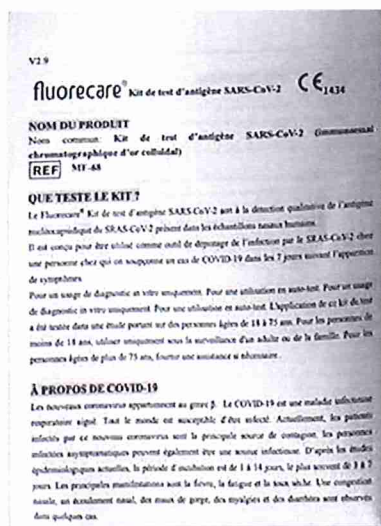 V2.9
fluorecare® Kit de test d'antigène SARS-CoV-2 CE1434
NOM DU PRODUIT
Nom commun: Kit de test d'antigène SARS-CoV-2 (immunoessai
chromatographique d'or colloïdal)
REF MF-68
QUE TESTE LE KIT ?
Le Fluorecare® Kit de test d'antigène SARS-CoV-2 sert à la détection qualitative de l'antigène
nucléocapsidique du SRAS-CoV-2 présent dans les échantillons nasaux humains.
Il est conçu pour être utilisé comme outil de dépistage de l'infection par le SRAS-CoV-2 chez
une personne chez qui on soupçonne un cas de COVID-19 dans les 7 jours suivant l'apparition
de symptômes.
Pour un usage de diagnostic in vitro uniquement. Pour une utilisation en auto-test. Pour un usage
de diagnostic in vitro uniquement. Pour une utilisation en auto-test. L'application de ce kit de test
a été testée dans une étude portant sur des personnes âgées de 18 à 75 ans. Pour les personnes de
moins de 18 ans, utiliser uniquement sous la surveillance d'un adulte ou de la famille. Pour les
personnes âgées de plus de 75 ans, fournir une assistance si nécessaire.
À PROPOS DE COVID-19
Les nouveaux coronavirus appartiennent au genre β. Le COVID-19 est une maladie infectieuse
respiratoire aiguë. Tout le monde est susceptible d'être infecté. Actuellement, les patients
infectés par ce nouveau coronavirus sont la principale source de contagion, les personnes
infectées asymptomatiques peuvent également être une source infectieuse. D'après les études
épidémiologiques actuelles, la période d'incubation est de 1 à 14 jours, le plus souvent de 3 à 7
jours. Les principales manifestations sont la fièvre, la fatigue et la toux sèche. Une congestion
nasale, un écoulement nasal, des maux de gorge, des myalgies et des diarrhées sont observés
dans quelques cas.